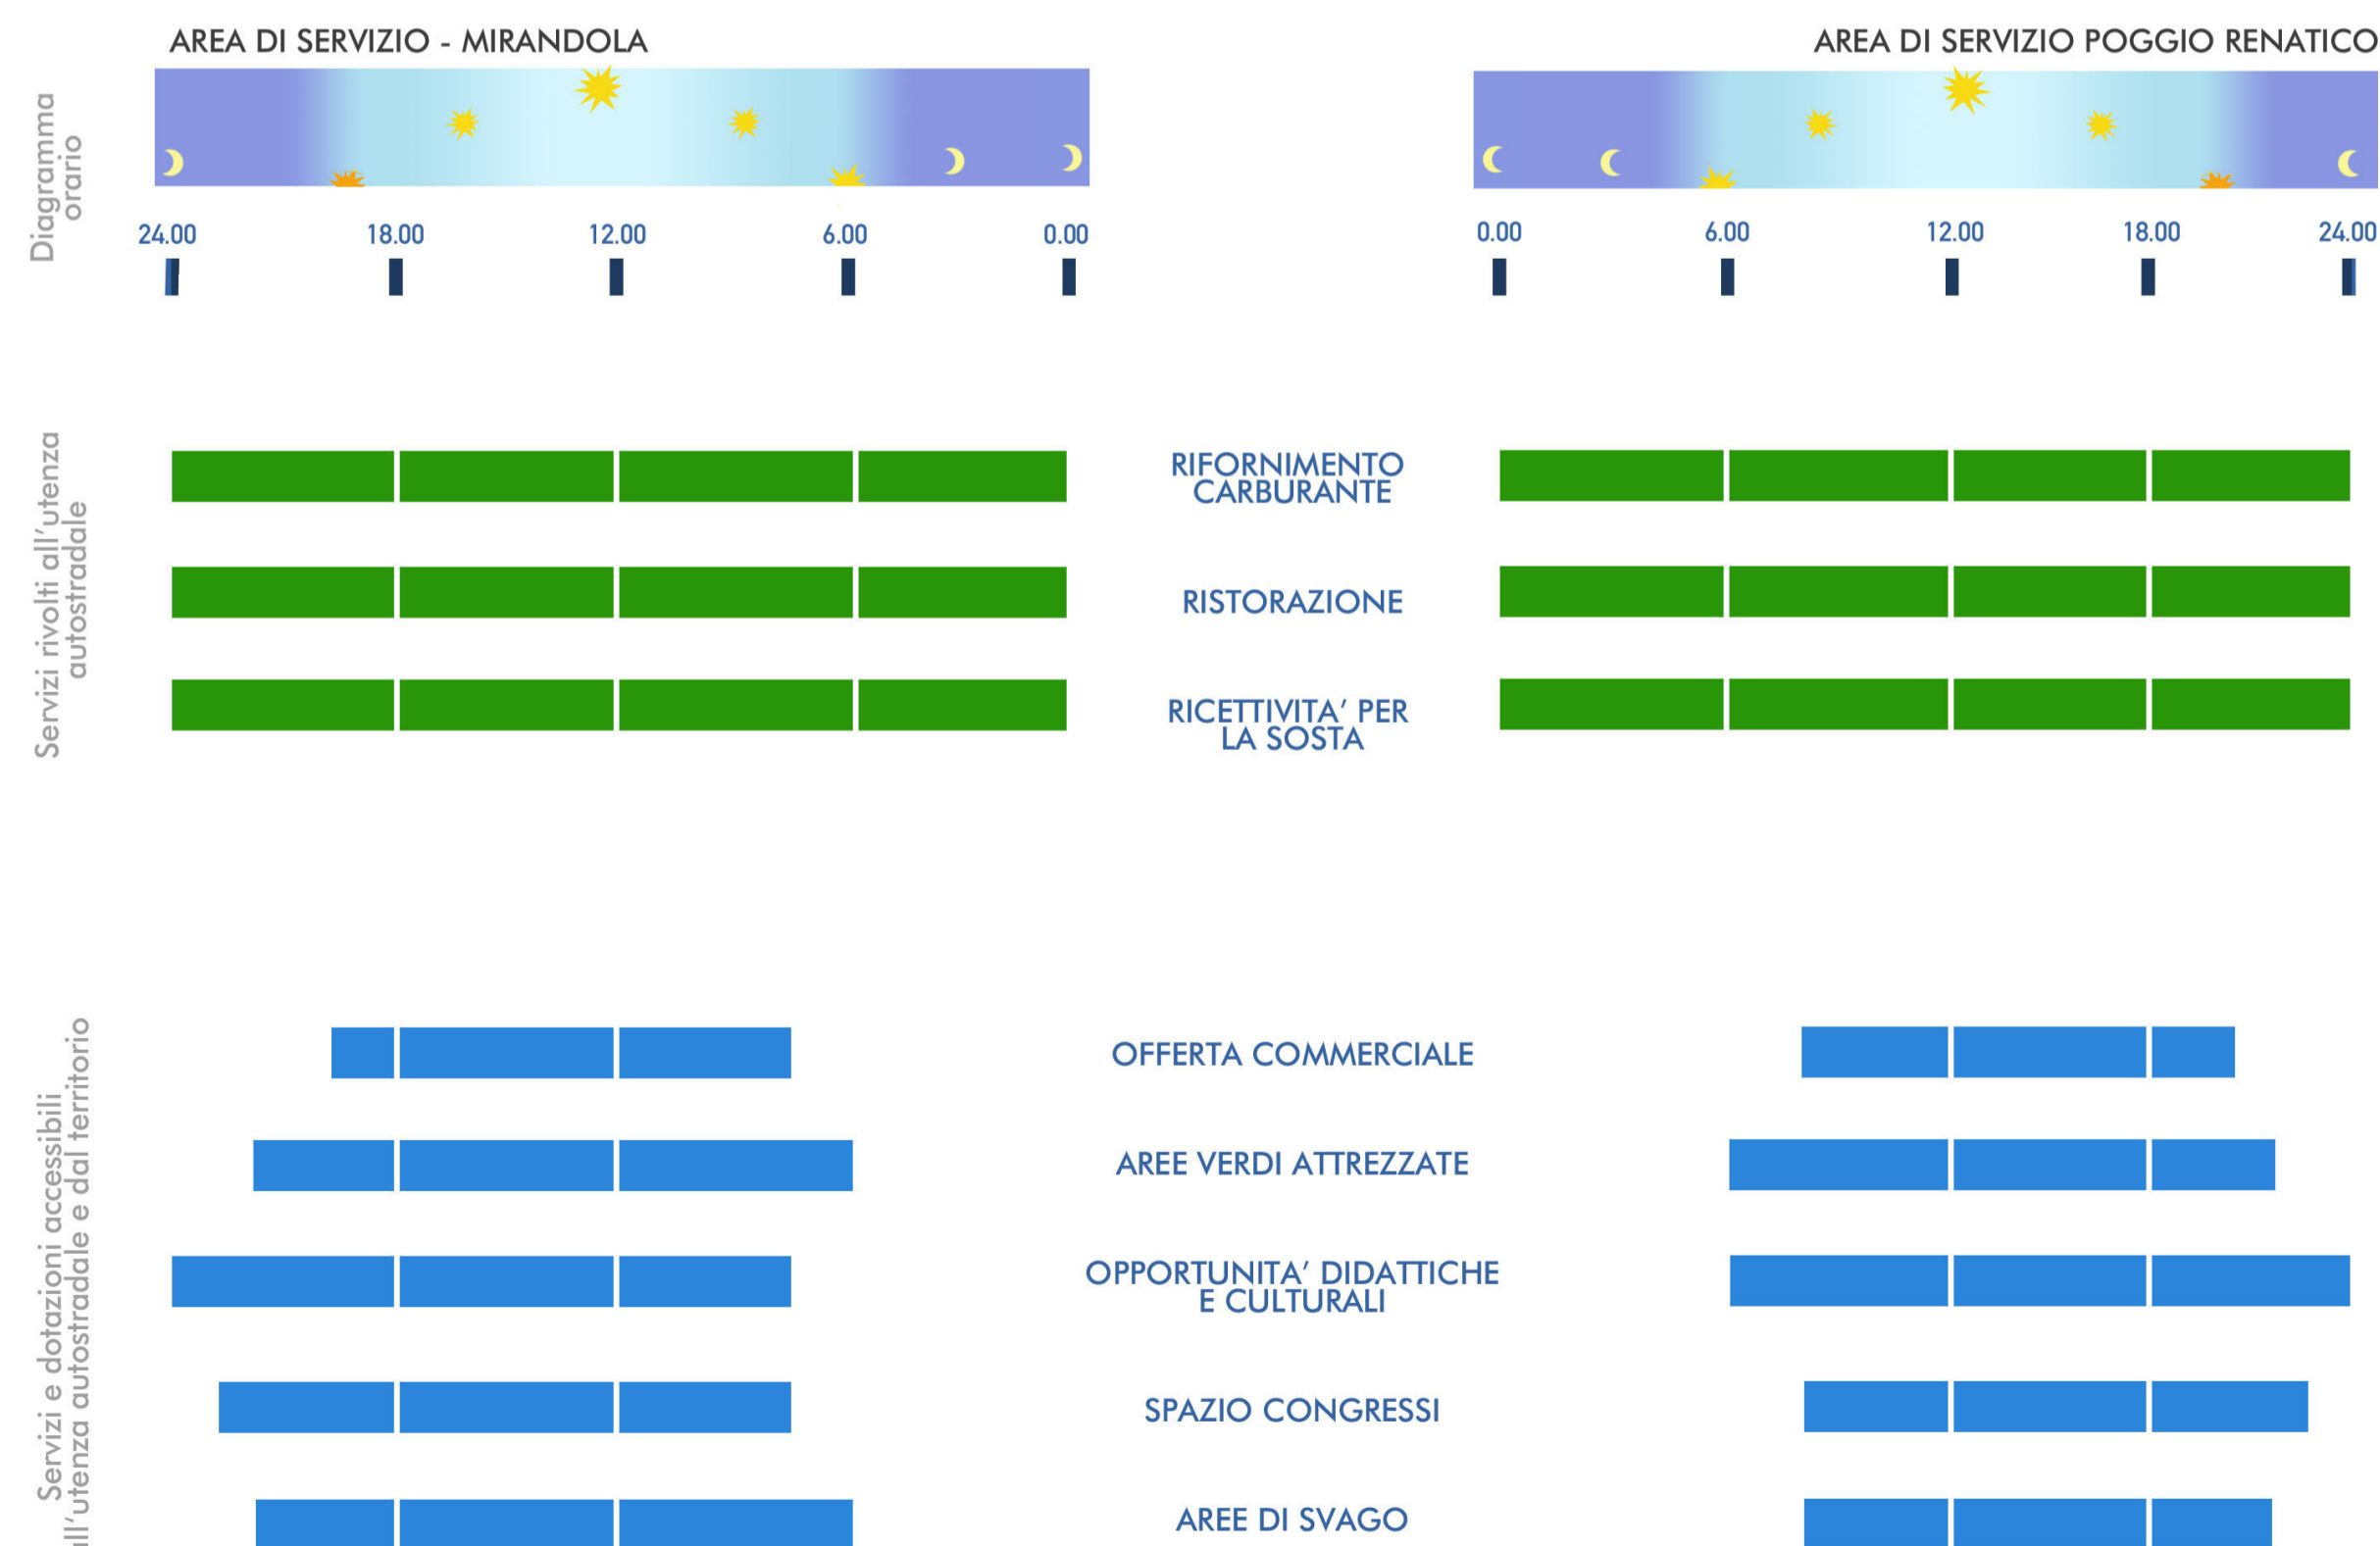 AREA DI SERVIZIO - MIRANDOLA
AREA DI SERVIZIO POGGIO RENATICO
Diagramma
orario
24.00 18.00 12.00 6.00 0.00
0.00 6.00 12.00 18.00 24.00
Servizi rivolti all'utenza
autostradale
RIFORNIMENTO
CARBURANTE
RISTORAZIONE
RICETTIVITA' PER
LA SOSTA
Servizi e dotazioni accessibili
utenza autostradale e dal territorio
OFFERTA COMMERCIALE
AREE VERDI ATTREZZATE
OPPORTUNITA' DIDATTICHE
E CULTURALI
SPAZIO CONGRESSI
AREE DI SVAGO